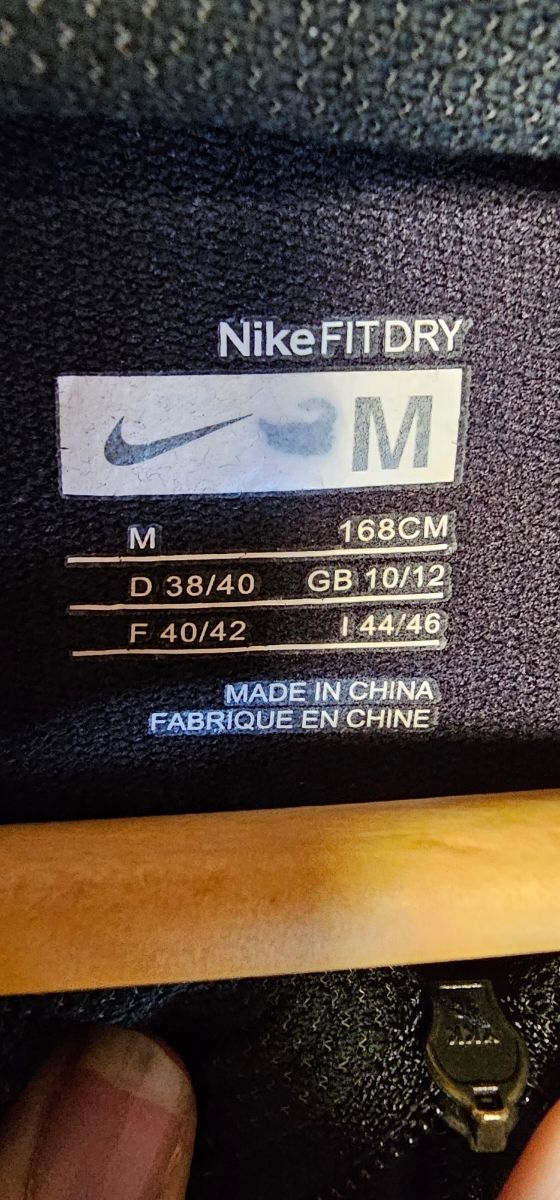 NikeFITDRY
M
M 168CM
D 38/40 GB 10/12
F 40/42 I 44/46
MADE IN CHINA
FABRIQUE EN CHINE